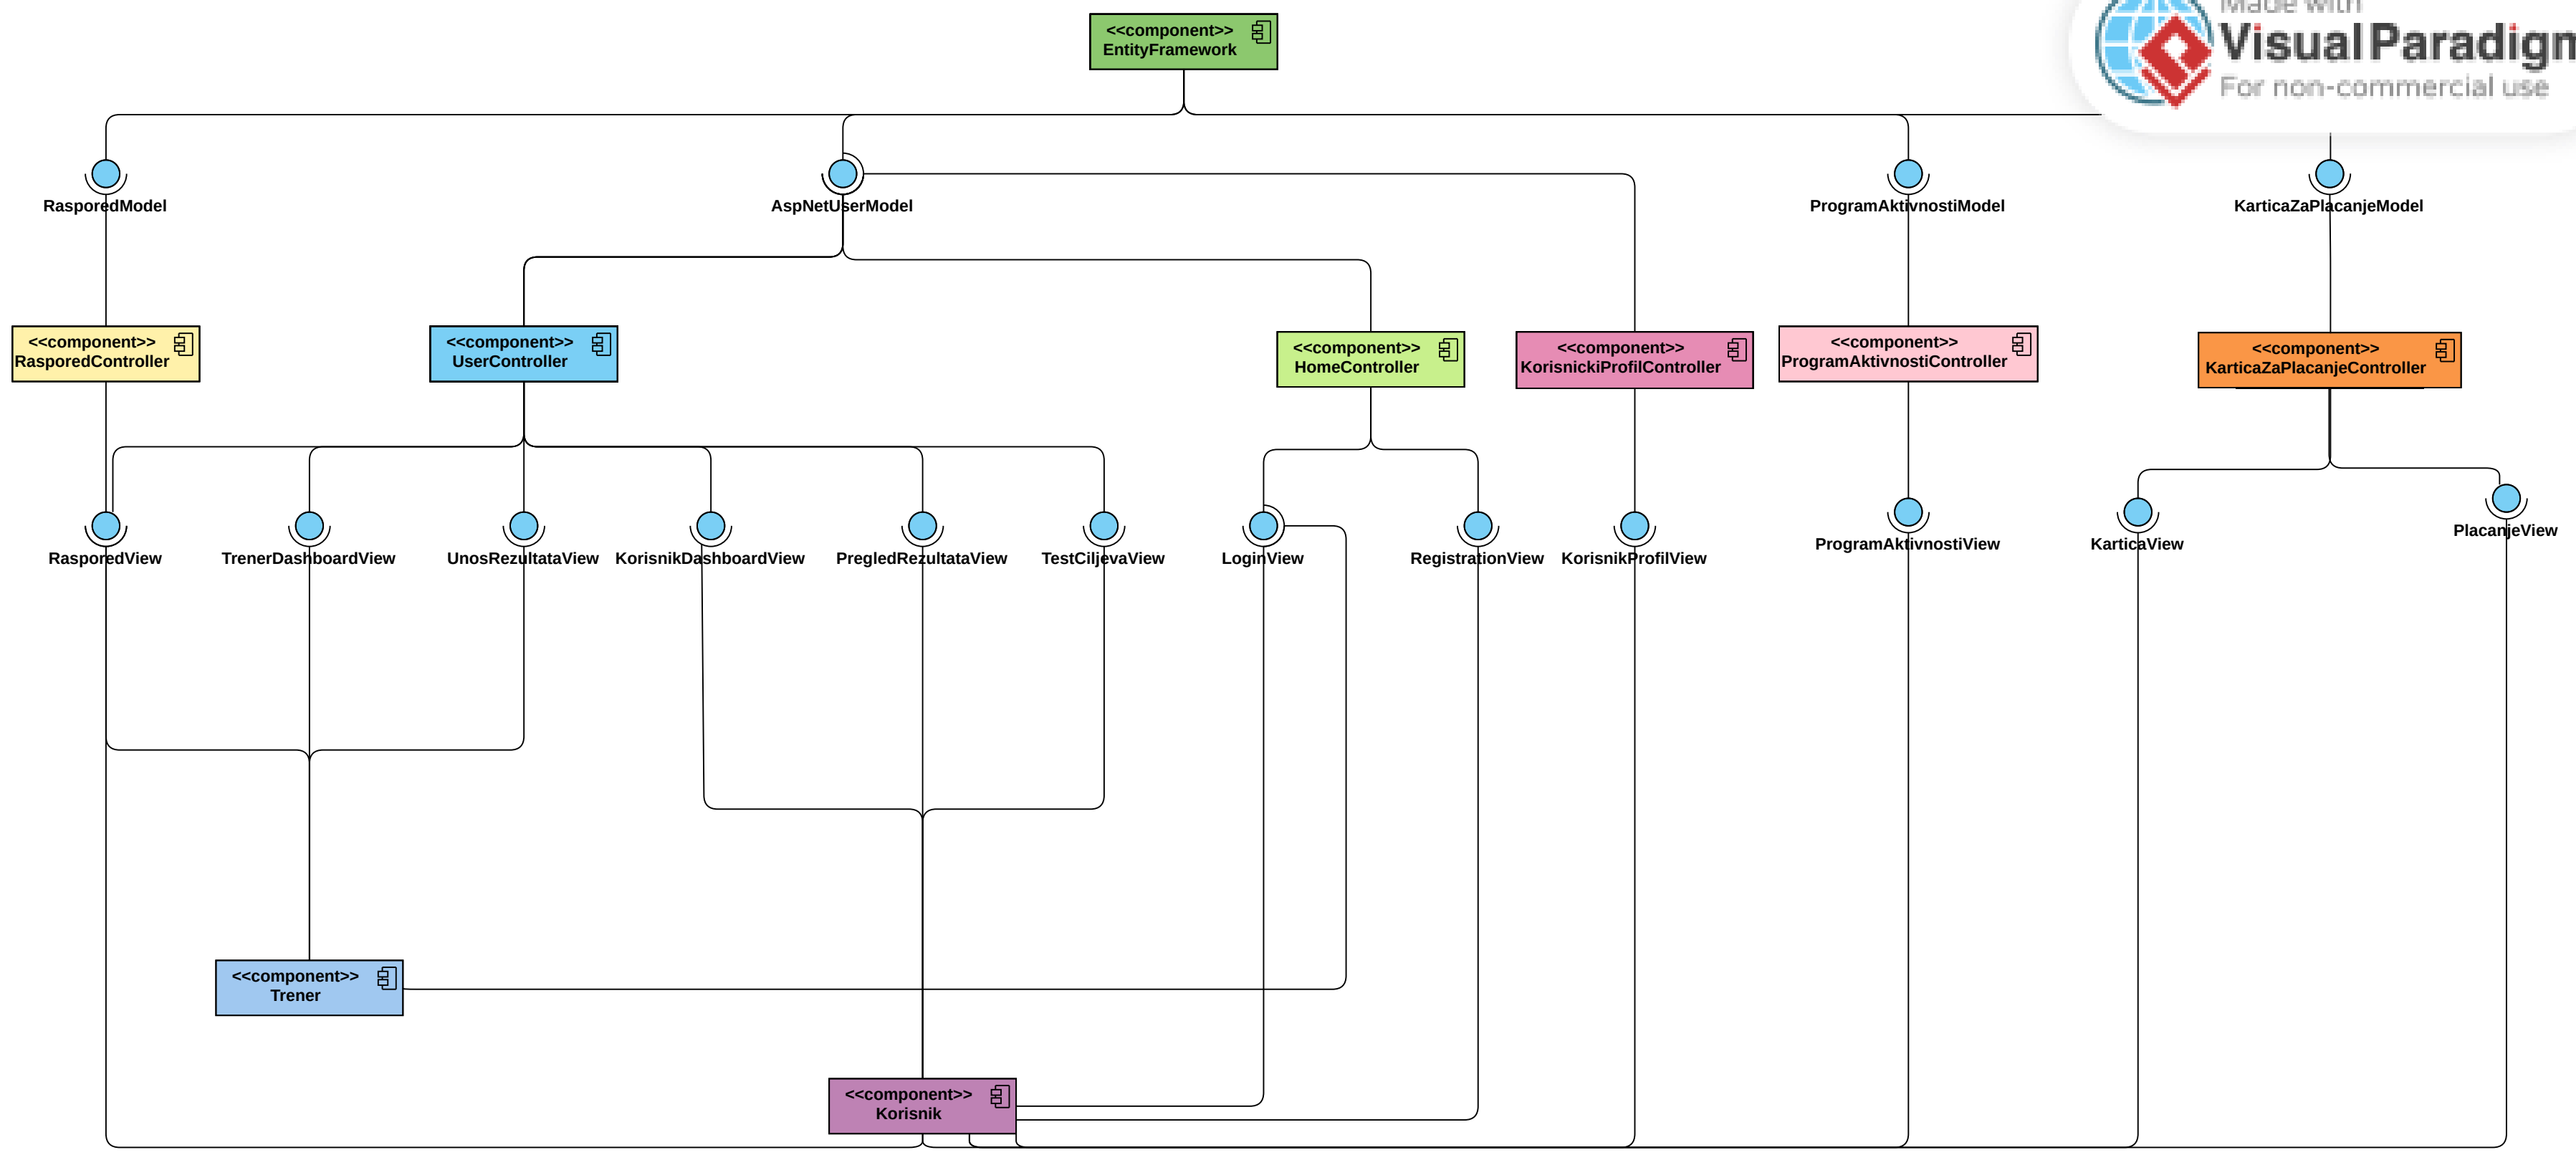 <<component>>
EntityFramework
Made with
Visual Paradigm
For non-commercial use
RasporedModel
AspNetUserModel
ProgramAktivnostiModel
KarticaZaPlacanjeModel
<<component>>
RasporedController
<<component>>
UserController
<<component>>
HomeController
<<component>>
KorisnickiProfilController
<<component>>
ProgramAktivnostiController
<<component>>
KarticaZaPlacanjeController
RasporedView
TrenerDashboardView
UnosRezultataView
KorisnikDashboardView
PregledRezultataView
TestCiljevaView
LoginView
RegistrationView
KorisnikProfilView
ProgramAktivnostiView
KarticaView
PlacanjeView
<<component>>
Trener
<<component>>
Korisnik